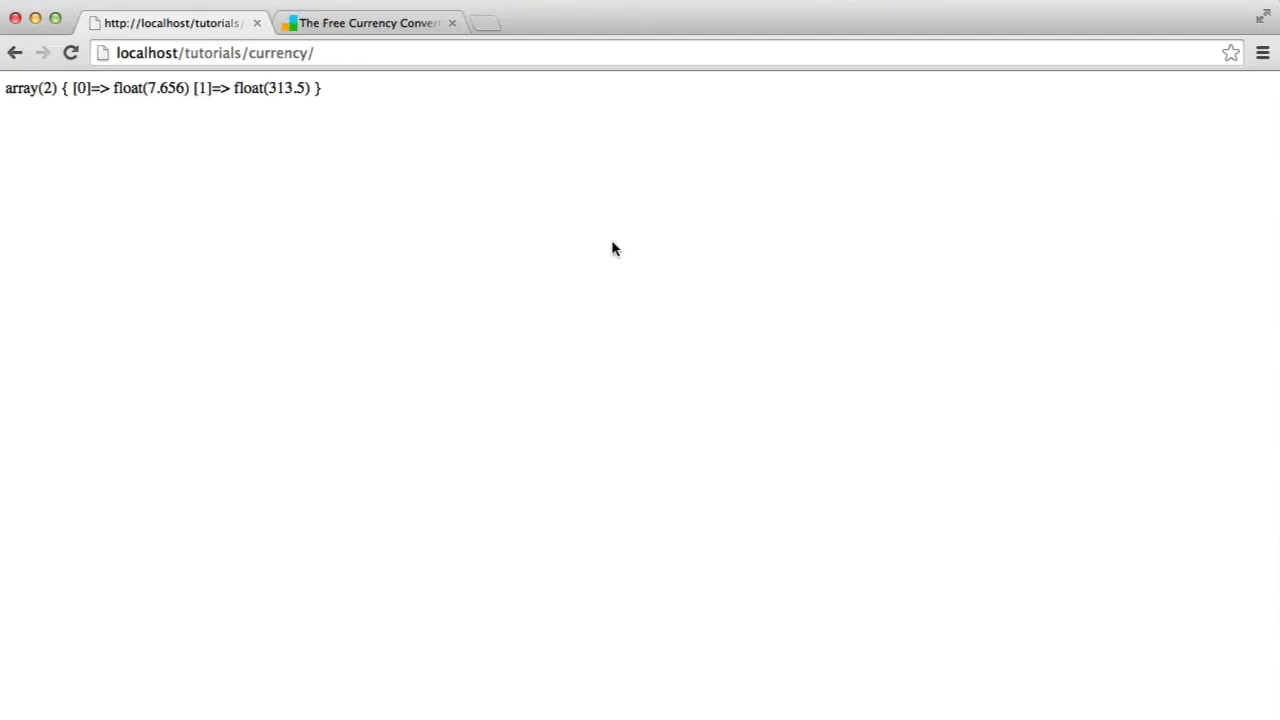 http://localhost/tutorials/
The Free Currency Conver
localhost/tutorials/currency/
array(2) { [0]=> float(7.656) [1]=> float(313.5) }